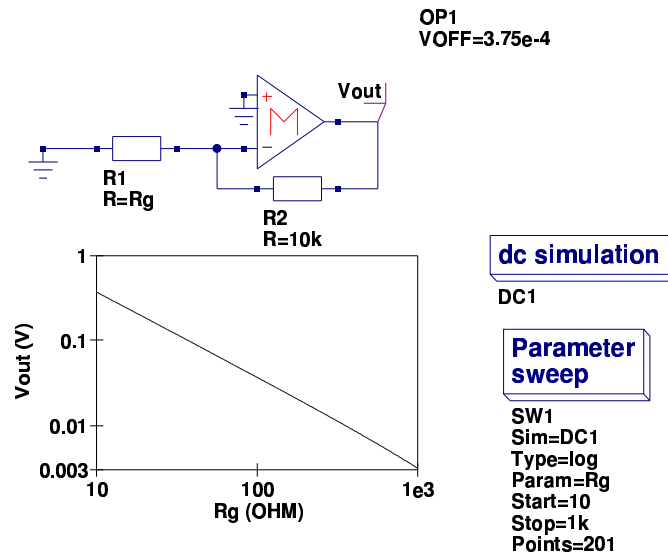 OP1
VOFF=3.75e-4
Vout
+
−
R1
R=Rg
R2
R=10k
1
0.1
0.01
0.003
Vout (V)
10
100
1e3
Rg (OHM)
dc simulation
DC1
Parameter
sweep
SW1
Sim=DC1
Type=log
Param=Rg
Start=10
Stop=1k
Points=201